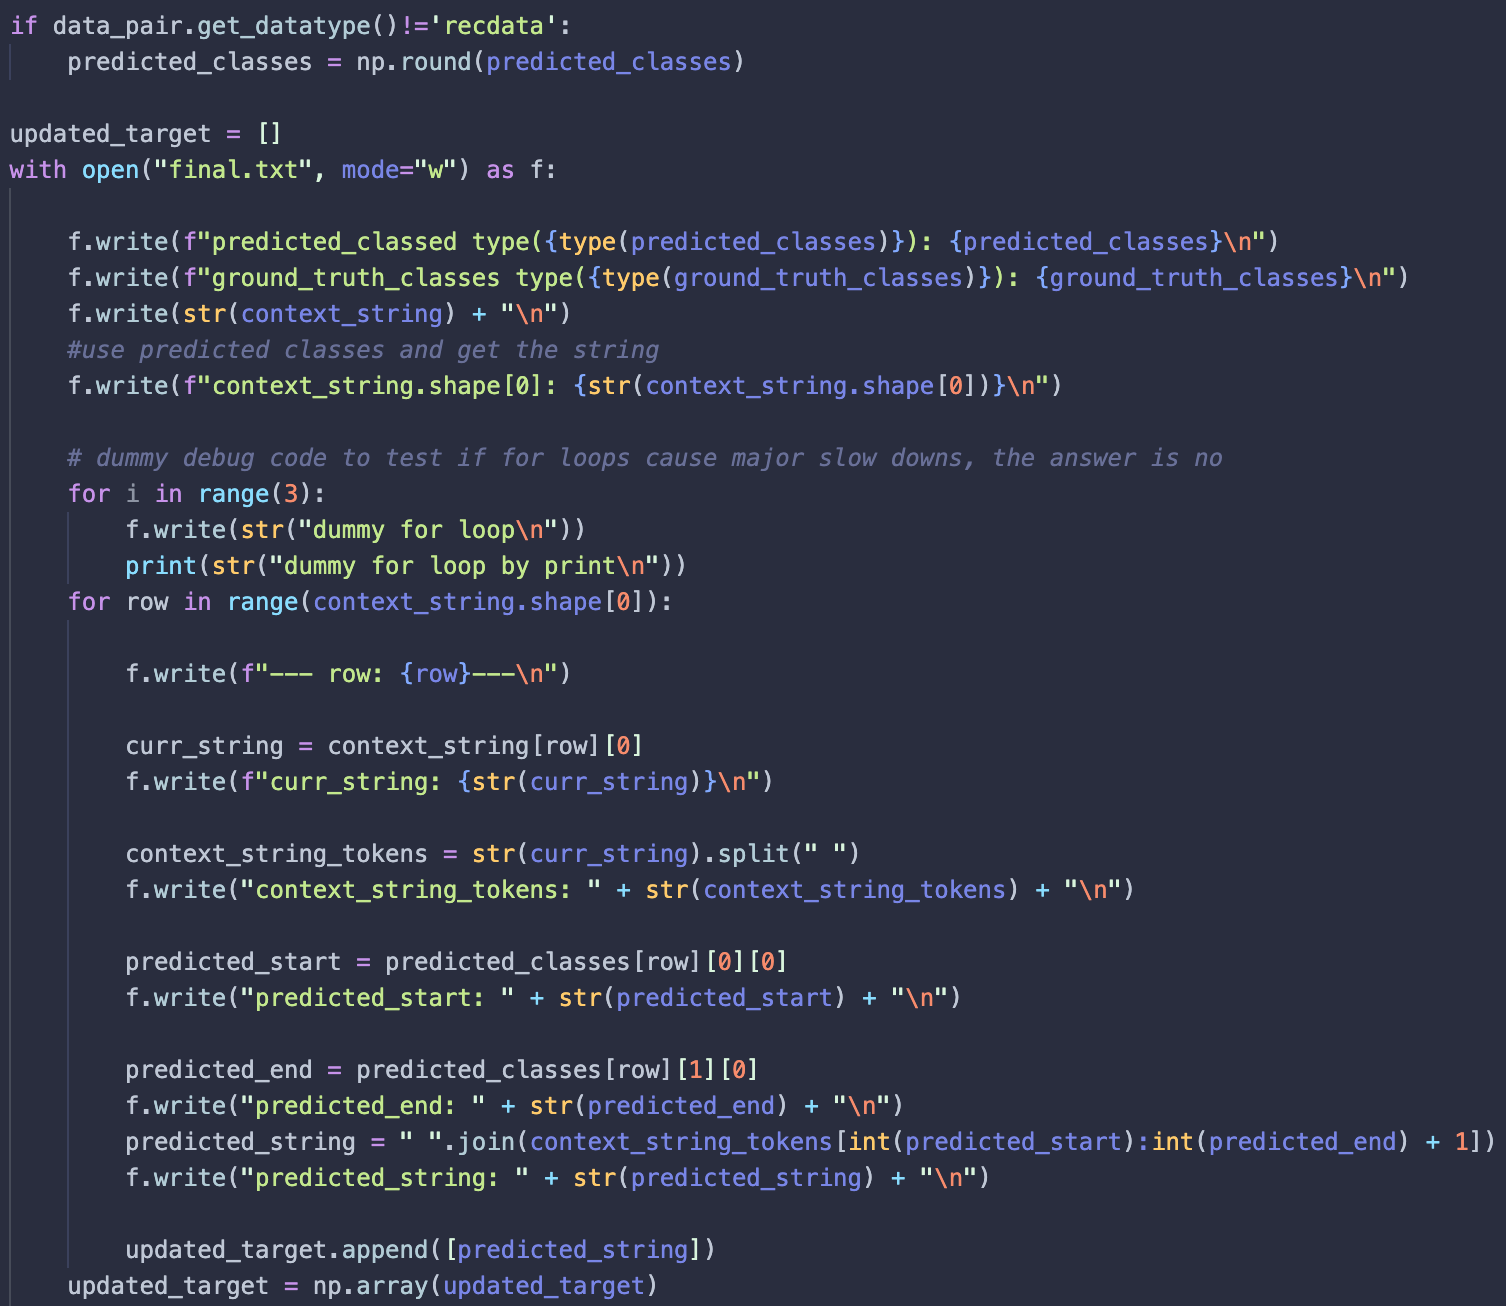 if data_pair.get_datatype()!='recdata':
    predicted_classes = np.round(predicted_classes)
updated_target = []
with open("final.txt", mode="w") as f:
    f.write(f"predicted_classed type({type(predicted_classes)}): {predicted_classes}\n")
    f.write(f"ground_truth_classes type({type(ground_truth_classes)}): {ground_truth_classes}\n")
    f.write(str(context_string) + "\n")
    #use predicted classes and get the string
    f.write(f"context_string.shape[0]: {str(context_string.shape[0])}\n")
    # dummy debug code to test if for loops cause major slow downs, the answer is no
    for i in range(3):
        f.write(str("dummy for loop\n"))
        print(str("dummy for loop by print\n"))
    for row in range(context_string.shape[0]):
        f.write(f"--- row: {row}---\n")
        curr_string = context_string[row][0]
        f.write(f"curr_string: {str(curr_string)}\n")
        context_string_tokens = str(curr_string).split(" ")
        f.write("context_string_tokens: " + str(context_string_tokens) + "\n")
        predicted_start = predicted_classes[row][0][0]
        f.write("predicted_start: " + str(predicted_start) + "\n")
        predicted_end = predicted_classes[row][1][0]
        f.write("predicted_end: " + str(predicted_end) + "\n")
        predicted_string = " ".join(context_string_tokens[int(predicted_start):int(predicted_end) + 1])
        f.write("predicted_string: " + str(predicted_string) + "\n")
        updated_target.append([predicted_string])
    updated_target = np.array(updated_target)